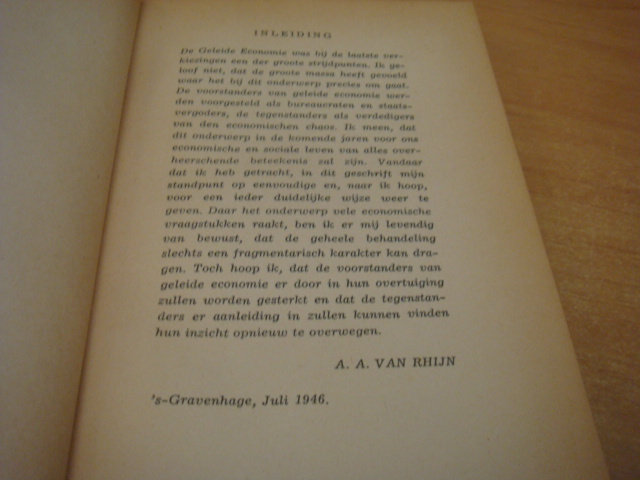 INLEIDING
De Geleide Economie was bij de laatste ver-
kiezingen een der groote strijdpunten. Ik ge-
loof niet, dat de groote massa heeft gevoeld
waar het bij dit onderwerp precies om gaat.
De voorstanders van geleide economie wer-
den voorgesteld als bureaucraten en staats-
vergoders, de tegenstanders als verdedigers
van den economischen chaos. Ik meen, dat
dit onderwerp in de komende jaren voor ons
economische en sociale leven van alles over-
heerschende beteekenis zal zijn. Vandaar
dat ik heb getracht, in dit geschrift mijn
standpunt op eenvoudige en, naar ik hoop,
voor een ieder duidelijke wijze weer te
geven. Daar het onderwerp vele economische
vraagstukken raakt, ben ik er mij levendig
van bewust, dat de geheele behandeling
slechts een fragmentarisch karakter kan dra-
gen. Toch hoop ik, dat de voorstanders van
geleide economie er door in hun overtuiging
zullen worden gesterkt en dat de tegenstan-
ders er aanleiding in zullen kunnen vinden
hun inzicht opnieuw te overwegen.
A. A. VAN RHIJN
's-Gravenhage, Juli 1946.